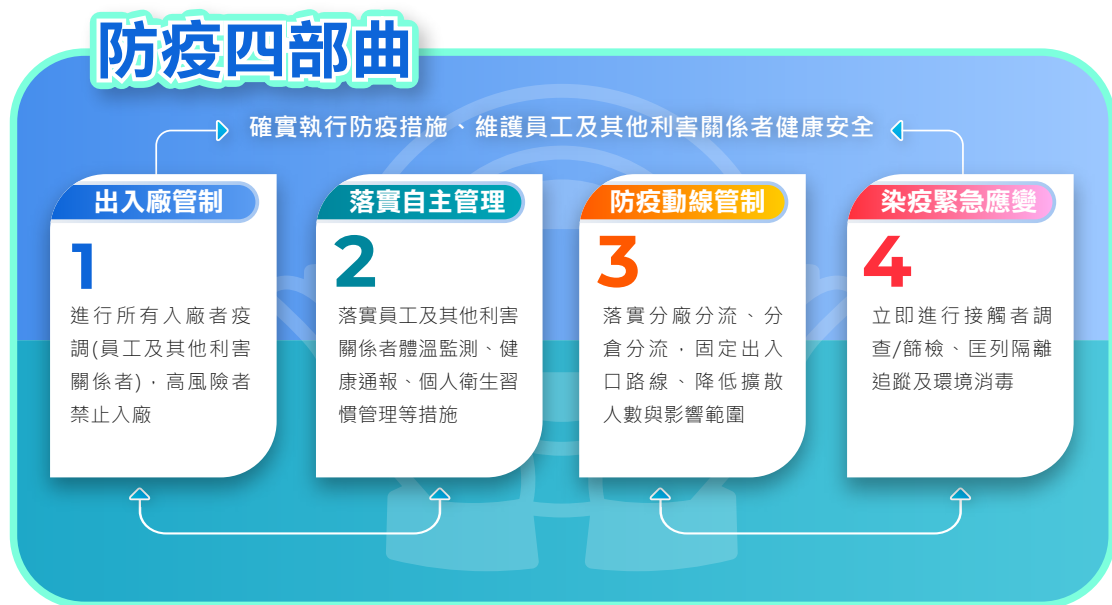 防疫四部曲
確實執行防疫措施、維護員工及其他利害關係者健康安全
出入廠管制
1
進行所有入廠者疫
調(員工及其他利害
關係者)，高風險者
禁止入廠
落實自主管理
2
落實員工及其他利害
關係者體溫監測、健
康通報、個人衛生習
慣管理等措施
防疫動線管制
3
落實分廠分流、分
倉分流，固定出入
口路線、降低擴散
人數與影響範圍
染疫緊急應變
4
立即進行接觸者調
查/篩檢、匡列隔離
追蹤及環境消毒